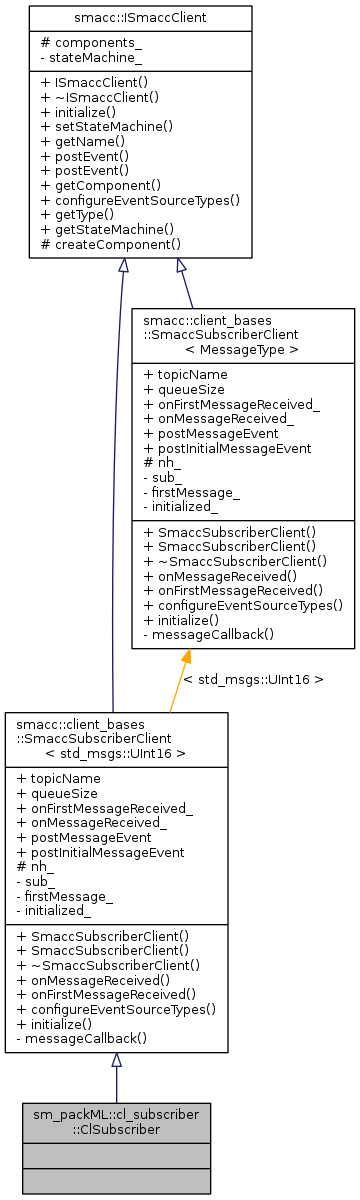 smacc::ISmaccClient
# components_
- stateMachine_
+ ISmaccClient()
+ ~ISmaccClient()
+ initialize()
+ setStateMachine()
+ getName()
+ postEvent()
+ postEvent()
+ getComponent()
+ configureEventSourceTypes()
+ getType()
+ getStateMachine()
# createComponent()
smacc::client_bases
::SmaccSubscriberClient
< MessageType >
+ topicName
+ queueSize
+ onFirstMessageReceived_
+ onMessageReceived_
+ postMessageEvent
+ postInitialMessageEvent
# nh_
- sub_
- firstMessage_
- initialized_
+ SmaccSubscriberClient()
+ SmaccSubscriberClient()
+ ~SmaccSubscriberClient()
+ onMessageReceived()
+ onFirstMessageReceived()
+ configureEventSourceTypes()
+ initialize()
- messageCallback()
< std_msgs::UInt16 >
smacc::client_bases
::SmaccSubscriberClient
< std_msgs::UInt16 >
+ topicName
+ queueSize
+ onFirstMessageReceived_
+ onMessageReceived_
+ postMessageEvent
+ postInitialMessageEvent
# nh_
- sub_
- firstMessage_
- initialized_
+ SmaccSubscriberClient()
+ SmaccSubscriberClient()
+ ~SmaccSubscriberClient()
+ onMessageReceived()
+ onFirstMessageReceived()
+ configureEventSourceTypes()
+ initialize()
- messageCallback()
sm_packML::cl_subscriber
::ClSubscriber